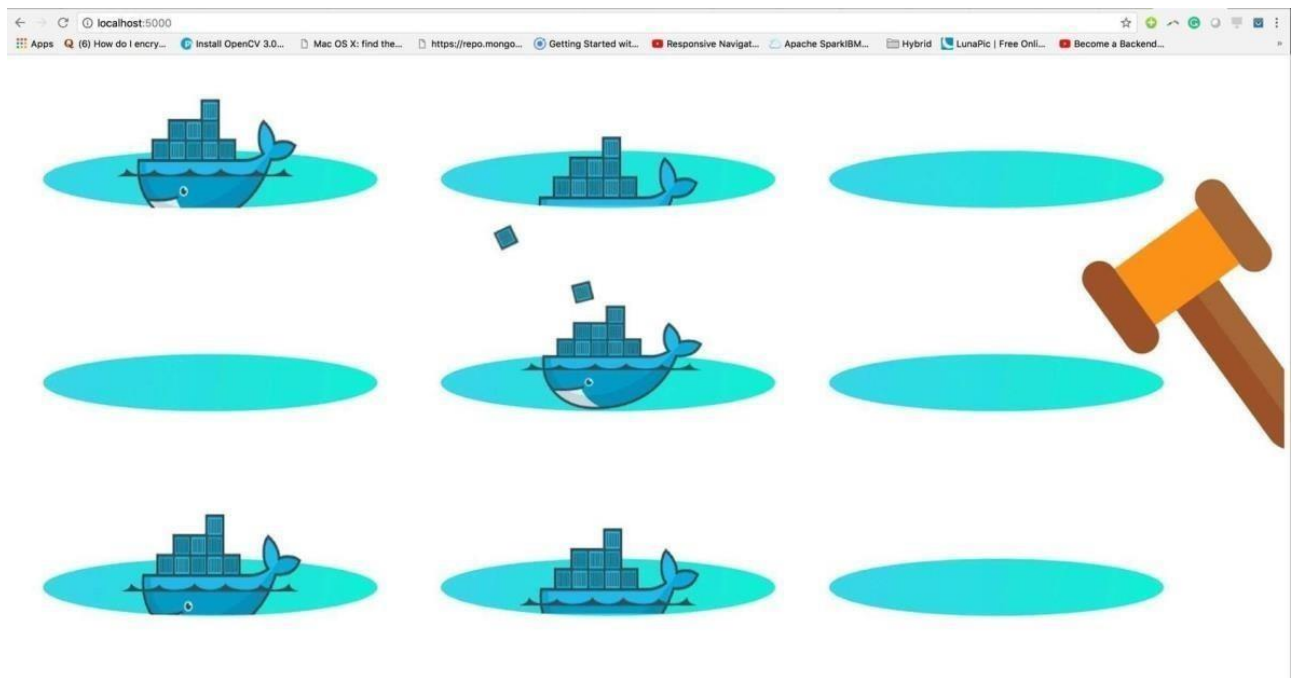 localhost:5000
Apps (6) How do I encry... Install OpenCV 3.0... Mac OS X: find the... https://repo.mongo... Getting Started wit... Responsive Navigat... Apache SparkIBM... Hybrid LunaPic | Free Onli... Become a Backend... »